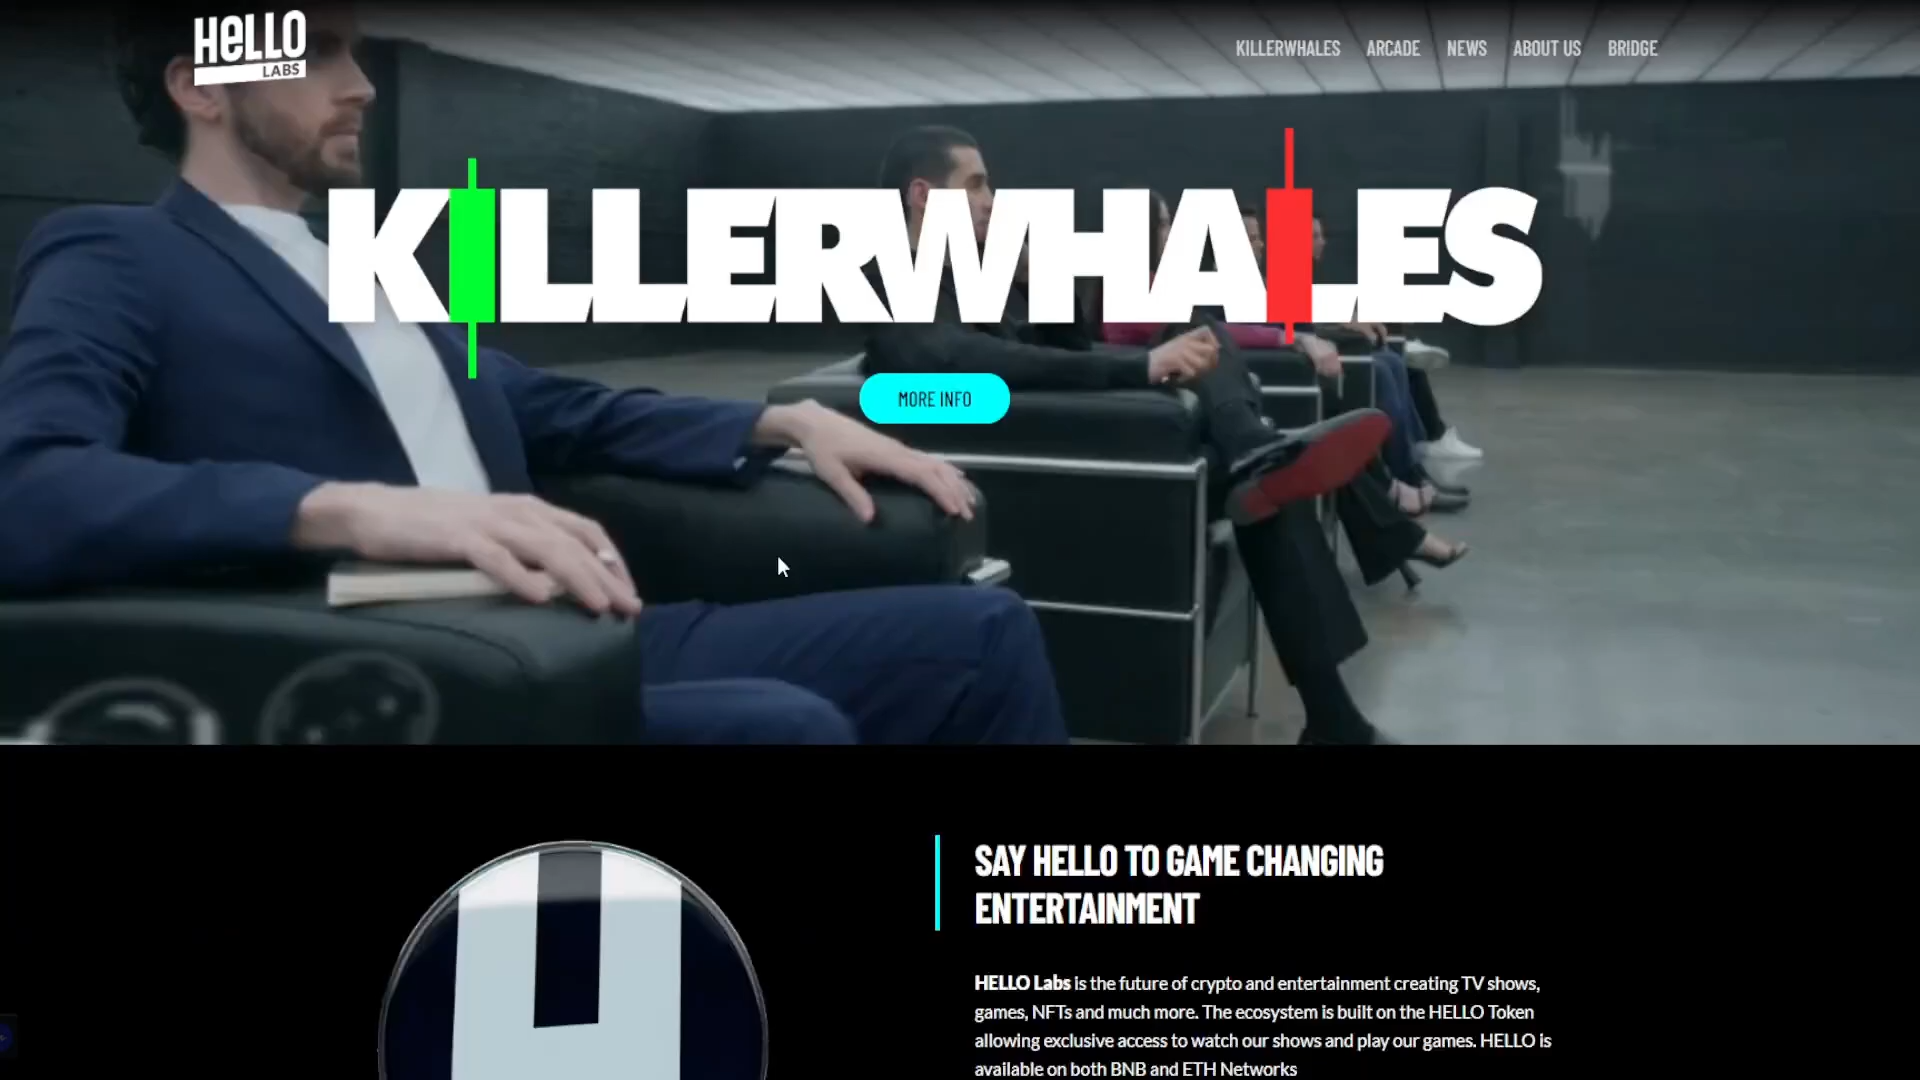 HeLLO
LABS
KILLERWHALES
ARCADE
NEWS
ABOUT US
BRIDGE
KILLERWHALES
MORE INFO
SAY HELLO TO GAME CHANGING
ENTERTAINMENT
HELLO Labs is the future of crypto and entertainment creating TV shows,
games, NFTs and much more. The ecosystem is built on the HELLO Token
allowing exclusive access to watch our shows and play our games. HELLO is
available on both BNB and ETH Networks